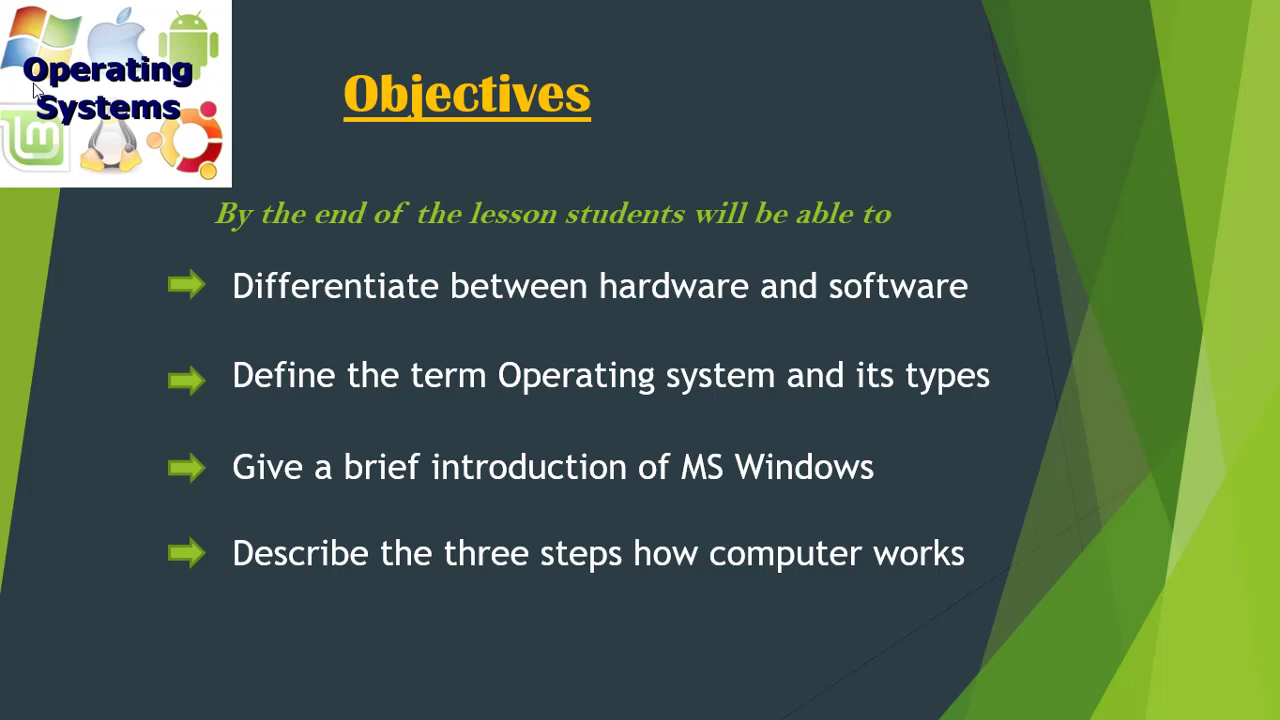 Operating
Systems
Objectives
By the end of the lesson students will be able to
Differentiate between hardware and software
Define the term Operating system and its types
Give a brief introduction of MS Windows
Describe the three steps how computer works